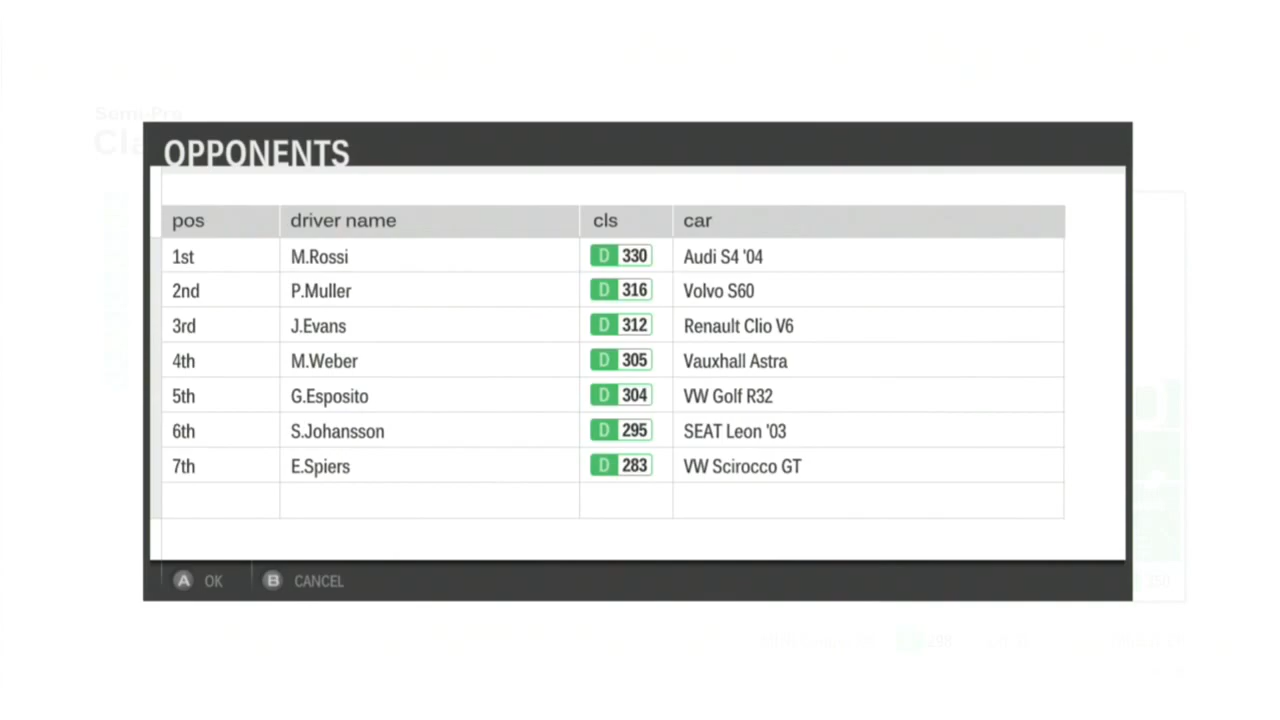 Semi-Pro
OPPONENTS
pos driver name cls car
1st M.Rossi D 330 Audi S4 '04
2nd P.Muller D 316 Volvo S60
3rd J.Evans D 312 Renault Clio V6
4th M.Weber D 305 Vauxhall Astra
5th G.Esposito D 304 VW Golf R32
6th S.Johansson D 295 SEAT Leon '03
7th E.Spiers D 283 VW Scirocco GT
A OK B CANCEL